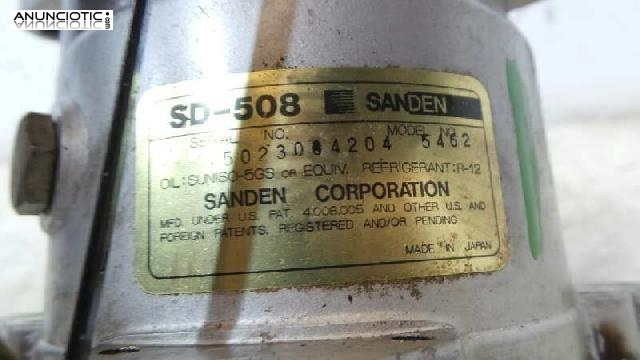 ANUNCIOTIC.com
SD-508 SANDEN
SERIAL NO. MODEL NO.
5023084204 5462
OIL: SUNISO-5GS OR EQUIV. REFRIGERANT: R-12
SANDEN CORPORATION
MFD. UNDER U.S. PAT. 4.008.005 AND OTHER U.S. AND
FOREIGN PATENTS, REGISTERED AND/OR PENDING
MADE IN JAPAN